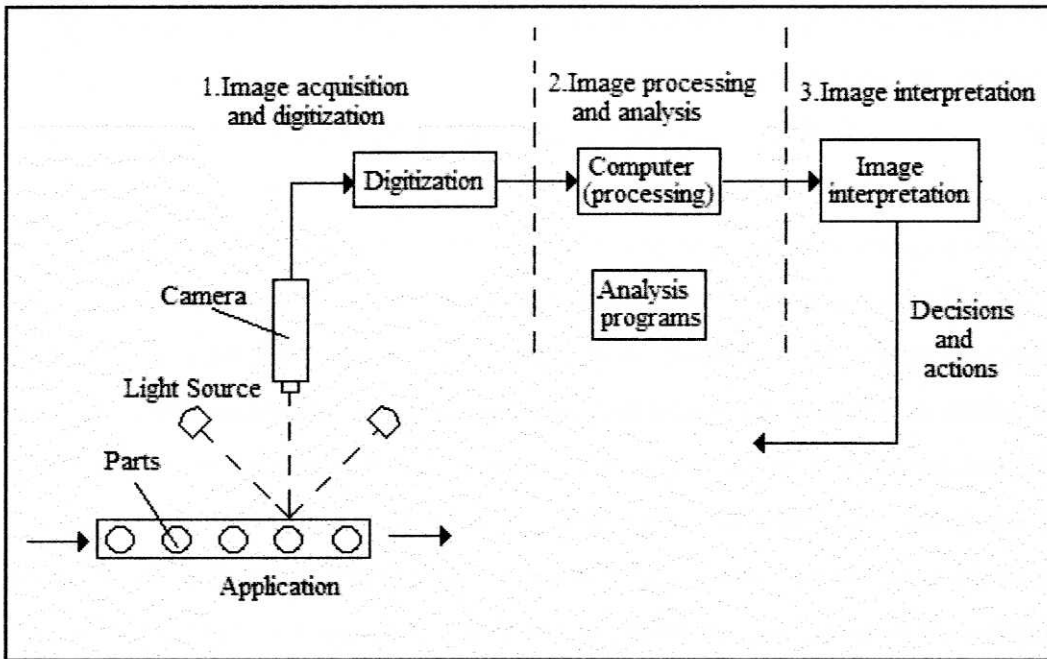 1.Image acquisition
and digitization
2.Image processing
and analysis
3.Image interpretation
Digitization
Computer
(processing)
Image
interpretation
Camera
Analysis
programs
Decisions
and
actions
Light Source
Parts
Application